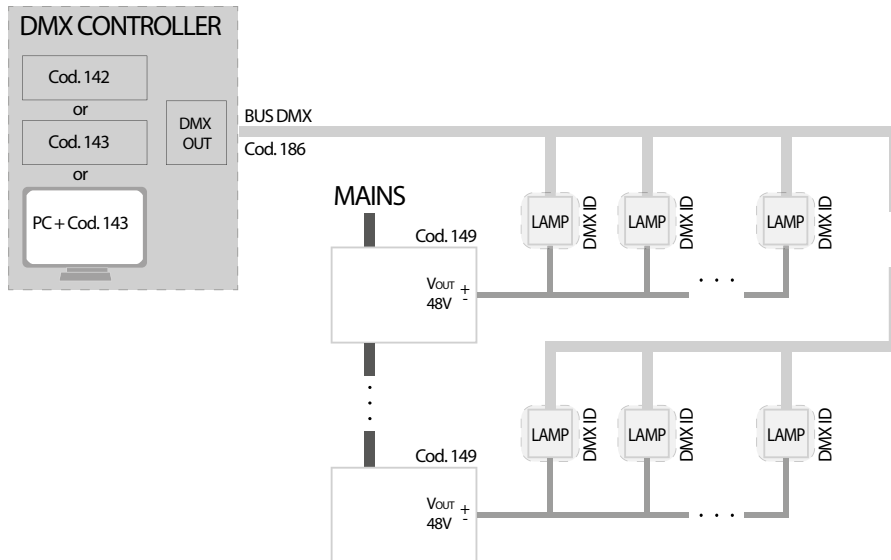 DMX CONTROLLER
Cod. 142
or
Cod. 143
or
PC + Cod. 143
DMX
OUT
BUS DMX
Cod. 186
MAINS
Cod. 149
VOUT +
48V -
LAMP
DMX ID
LAMP
DMX ID
LAMP
DMX ID
. . .
Cod. 149
VOUT +
48V -
LAMP
DMX ID
LAMP
DMX ID
LAMP
DMX ID
. . .